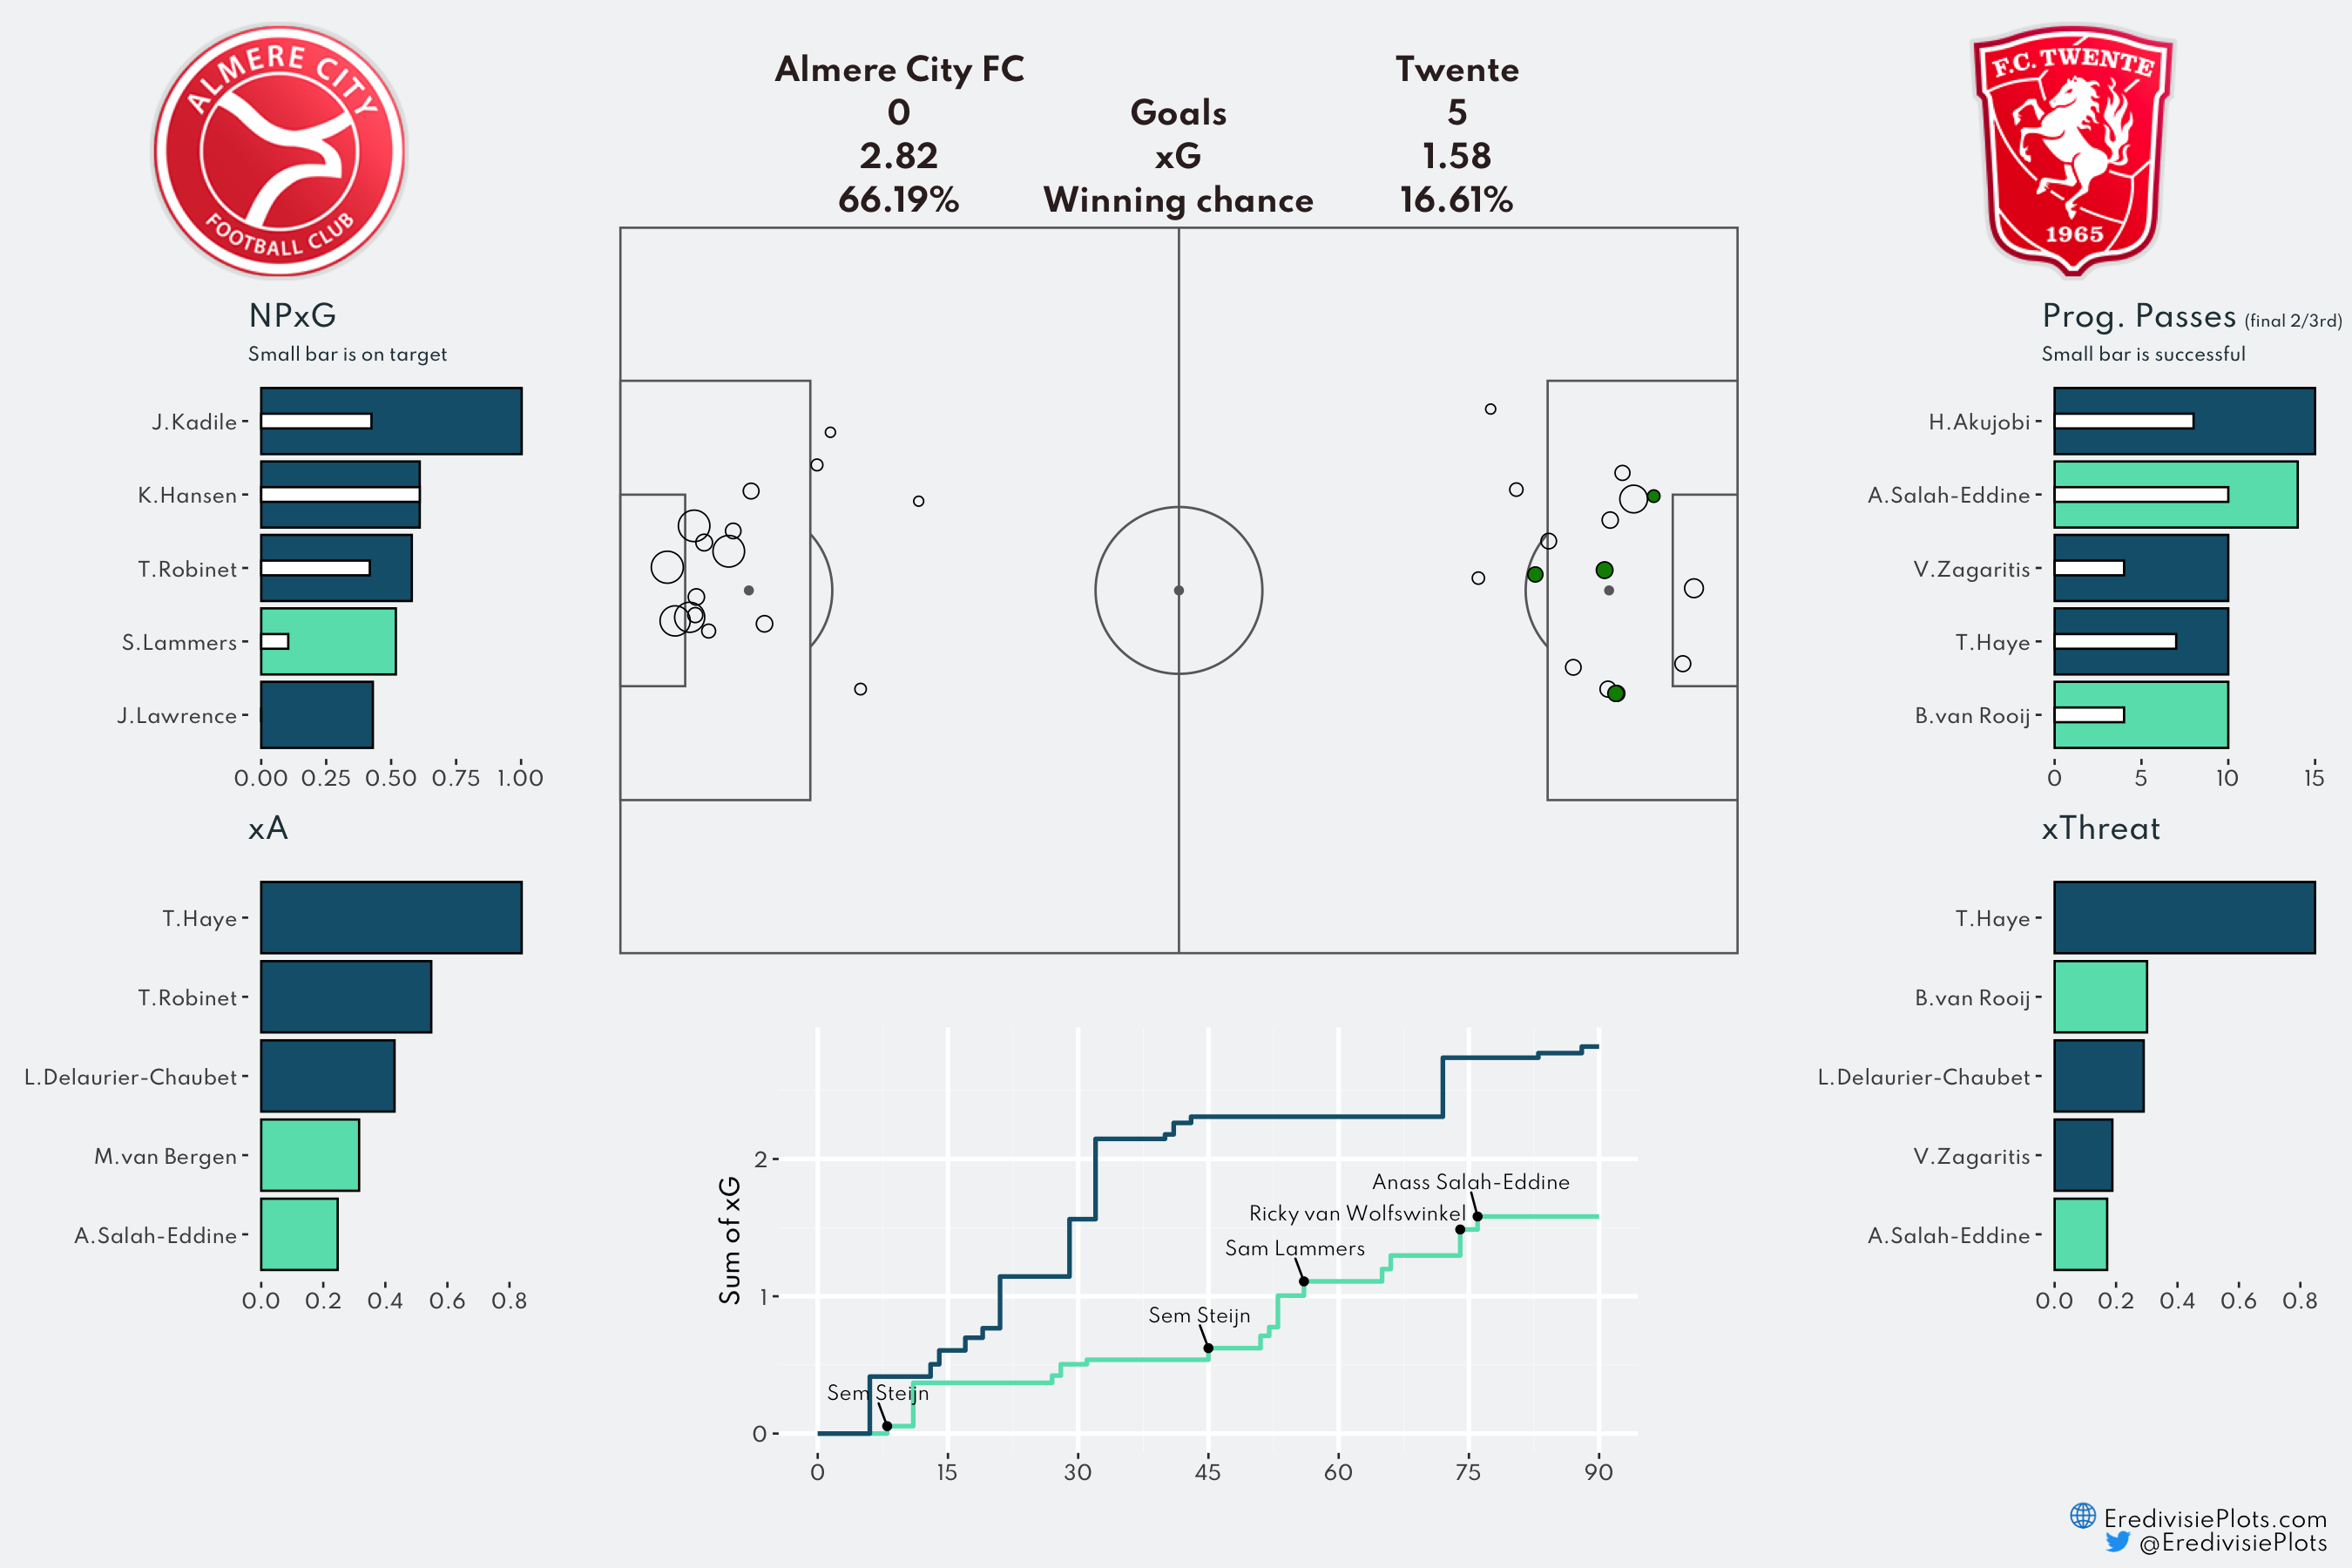 ALMERE CITY
FOOTBALL CLUB
Almere City FC Twente
0 Goals 5
2.82 xG 1.58
66.19% Winning chance 16.61%
F.C. TWENTE
1965
NPxG
Small bar is on target
J.Kadile
K.Hansen
T.Robinet
S.Lammers
J.Lawrence
0.00 0.25 0.50 0.75 1.00
xA
T.Haye
T.Robinet
L.Delaurier-Chaubet
M.van Bergen
A.Salah-Eddine
0.0 0.2 0.4 0.6 0.8
Sum of xG
2
1
0
Anass Salah-Eddine
Ricky van Wolfswinkel
Sam Lammers
Sem Steijn
Sem Steijn
0 15 30 45 60 75 90
Prog. Passes (final 2/3rd)
Small bar is successful
H.Akujobi
A.Salah-Eddine
V.Zagaritis
T.Haye
B.van Rooij
0 5 10 15
xThreat
T.Haye
B.van Rooij
L.Delaurier-Chaubet
V.Zagaritis
A.Salah-Eddine
0.0 0.2 0.4 0.6 0.8
EredivisiePlots.com
@EredivisiePlots